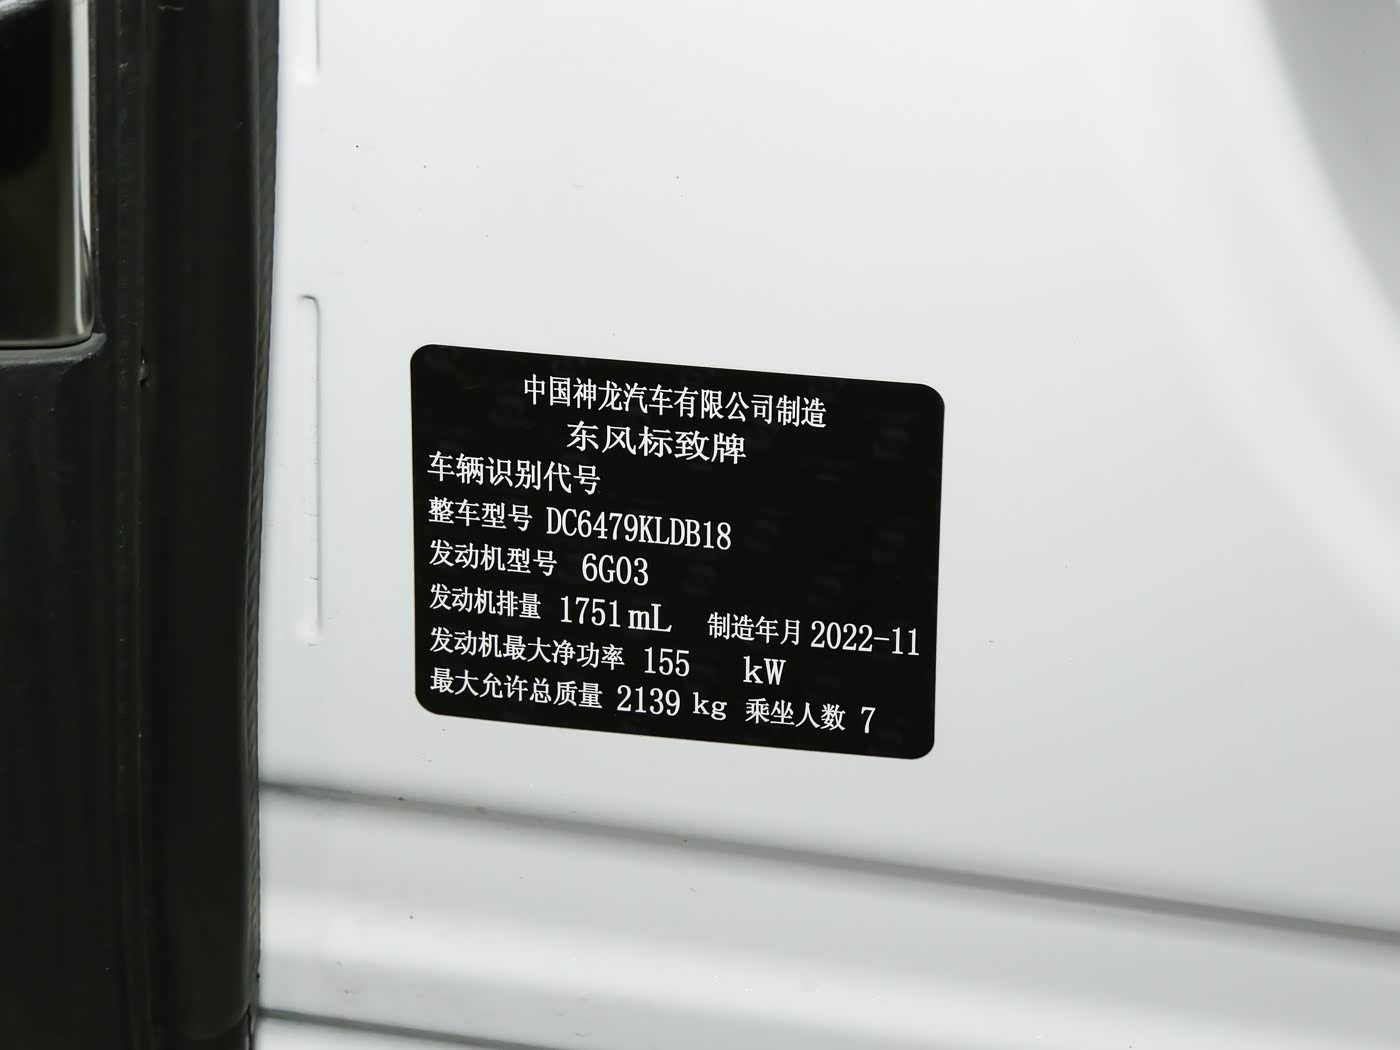 中国神龙汽车有限公司制造
东风标致牌
车辆识别代号
整车型号 DC6479KLDB18
发动机型号 6G03
发动机排量 1751mL 制造年月 2022-11
发动机最大净功率 155 kW
最大允许总质量 2139 kg 乘坐人数 7